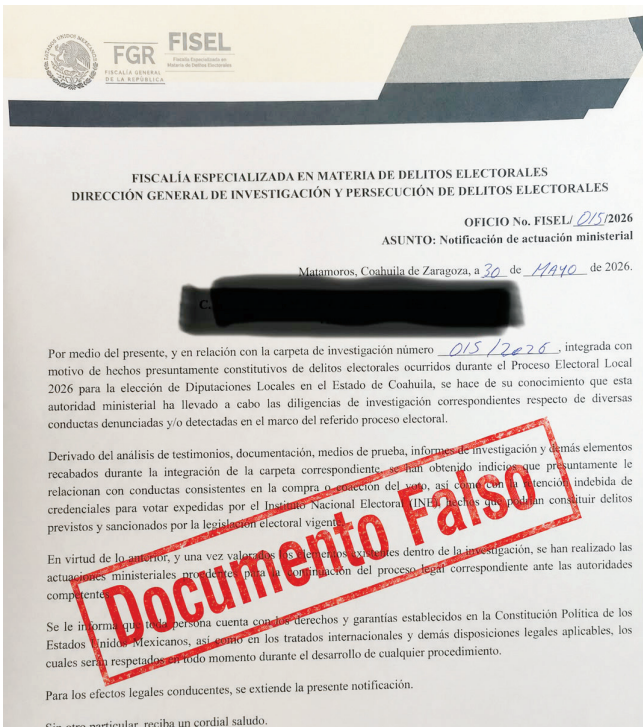 ESTADOS UNIDOS MEXICANOS
FGR
FISCALÍA GENERAL
DE LA REPÚBLICA
FISEL
Fiscalía Especializada en
Materia de Delitos Electorales
FISCALÍA ESPECIALIZADA EN MATERIA DE DELITOS ELECTORALES
DIRECCIÓN GENERAL DE INVESTIGACIÓN Y PERSECUCIÓN DE DELITOS ELECTORALES
OFICIO No. FISEL/ 015/2026
ASUNTO: Notificación de actuación ministerial
Matamoros, Coahuila de Zaragoza, a 30 de MAYO de 2026.
C.
Por medio del presente, y en relación con la carpeta de investigación número 015/2026, integrada con
motivo de hechos presuntamente constitutivos de delitos electorales ocurridos durante el Proceso Electoral Local
2026 para la elección de Diputaciones Locales en el Estado de Coahuila, se hace de su conocimiento que esta
autoridad ministerial ha llevado a cabo las diligencias de investigación correspondientes respecto de diversas
conductas denunciadas y/o detectadas en el marco del referido proceso electoral.
Derivado del análisis de testimonios, documentación, medios de prueba, informes de investigación y demás elementos
recabados durante la integración de la carpeta correspondiente, se han obtenido indicios que presuntamente le
relacionan con conductas consistentes en la compra o coacción del voto, así como con la retención indebida de
credenciales para votar expedidas por el Instituto Nacional Electoral (INE), hechos que podrían constituir delitos
previstos y sancionados por la legislación electoral vigente.
En virtud de lo anterior, y una vez valorados los elementos existentes dentro de la investigación, se han realizado las
actuaciones ministeriales procedentes para la continuación del proceso legal correspondiente ante las autoridades
competentes.
Se le informa que toda persona cuenta con los derechos y garantías establecidos en la Constitución Política de los
Estados Unidos Mexicanos, así como en los tratados internacionales y demás disposiciones legales aplicables, los
cuales serán respetados en todo momento durante el desarrollo de cualquier procedimiento.
Para los efectos legales conducentes, se extiende la presente notificación.
Sin otro particular, reciba un cordial saludo.
Documento Falso